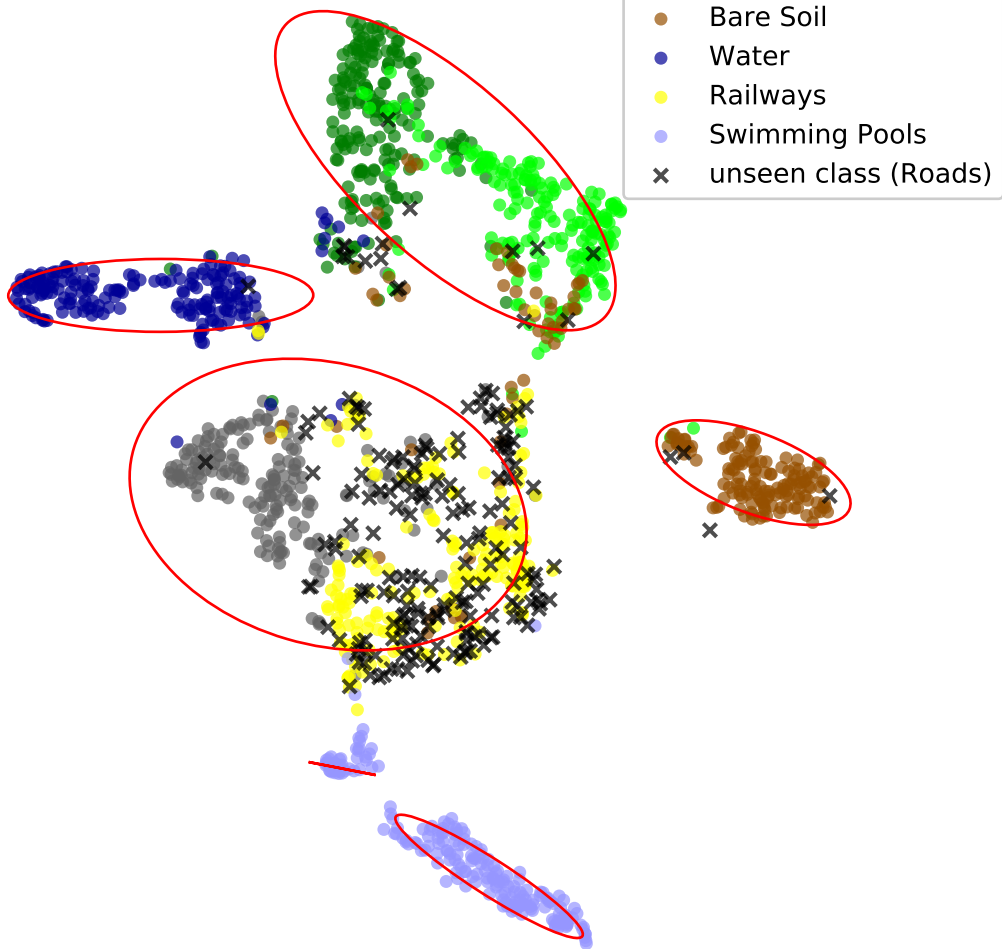 Bare Soil
Water
Railways
Swimming Pools
unseen class (Roads)